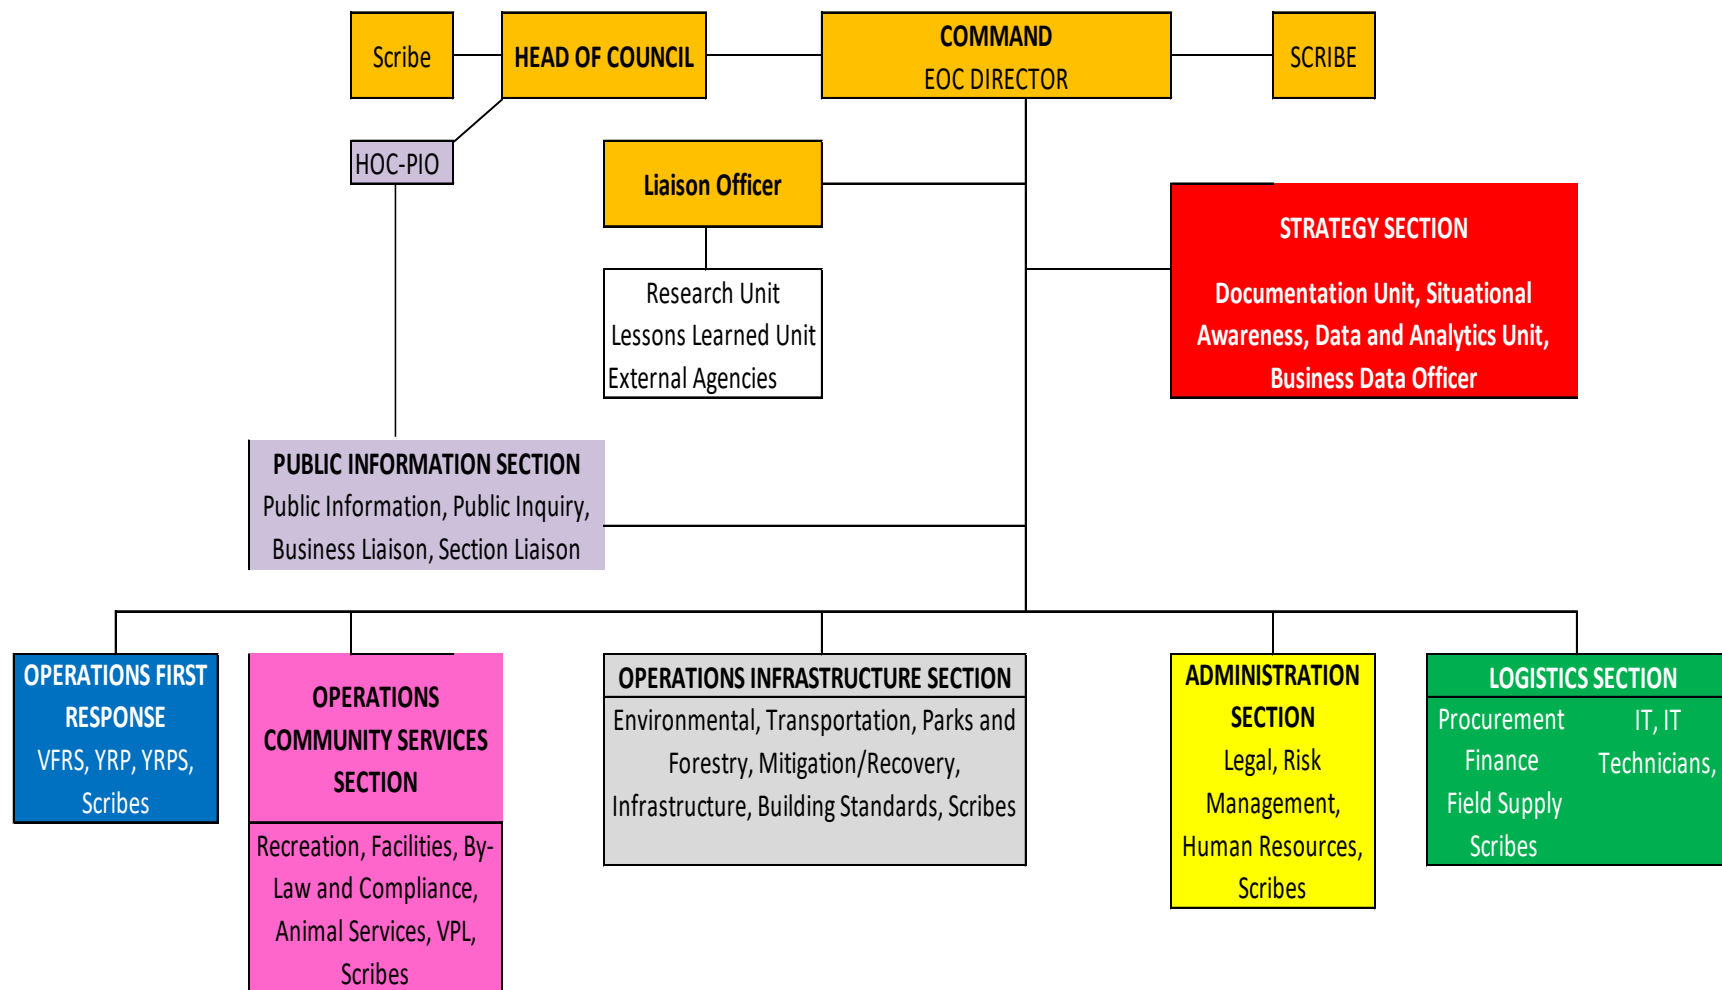 Scribe
HEAD OF COUNCIL
COMMAND
EOC DIRECTOR
SCRIBE
HOC-PIO
Liaison Officer
Research Unit
Lessons Learned Unit
External Agencies
STRATEGY SECTION
Documentation Unit, Situational
Awareness, Data and Analytics Unit,
Business Data Officer
PUBLIC INFORMATION SECTION
Public Information, Public Inquiry,
Business Liaison, Section Liaison
OPERATIONS FIRST
RESPONSE
VFRS, YRP, YRPS,
Scribes
OPERATIONS
COMMUNITY SERVICES
SECTION
Recreation, Facilities, By-
Law and Compliance,
Animal Services, VPL,
Scribes
OPERATIONS INFRASTRUCTURE SECTION
Environmental, Transportation, Parks and
Forestry, Mitigation/Recovery,
Infrastructure, Building Standards, Scribes
ADMINISTRATION
SECTION
Legal, Risk
Management,
Human Resources,
Scribes
LOGISTICS SECTION
Procurement
Finance
Field Supply
Scribes
IT, IT
Technicians,